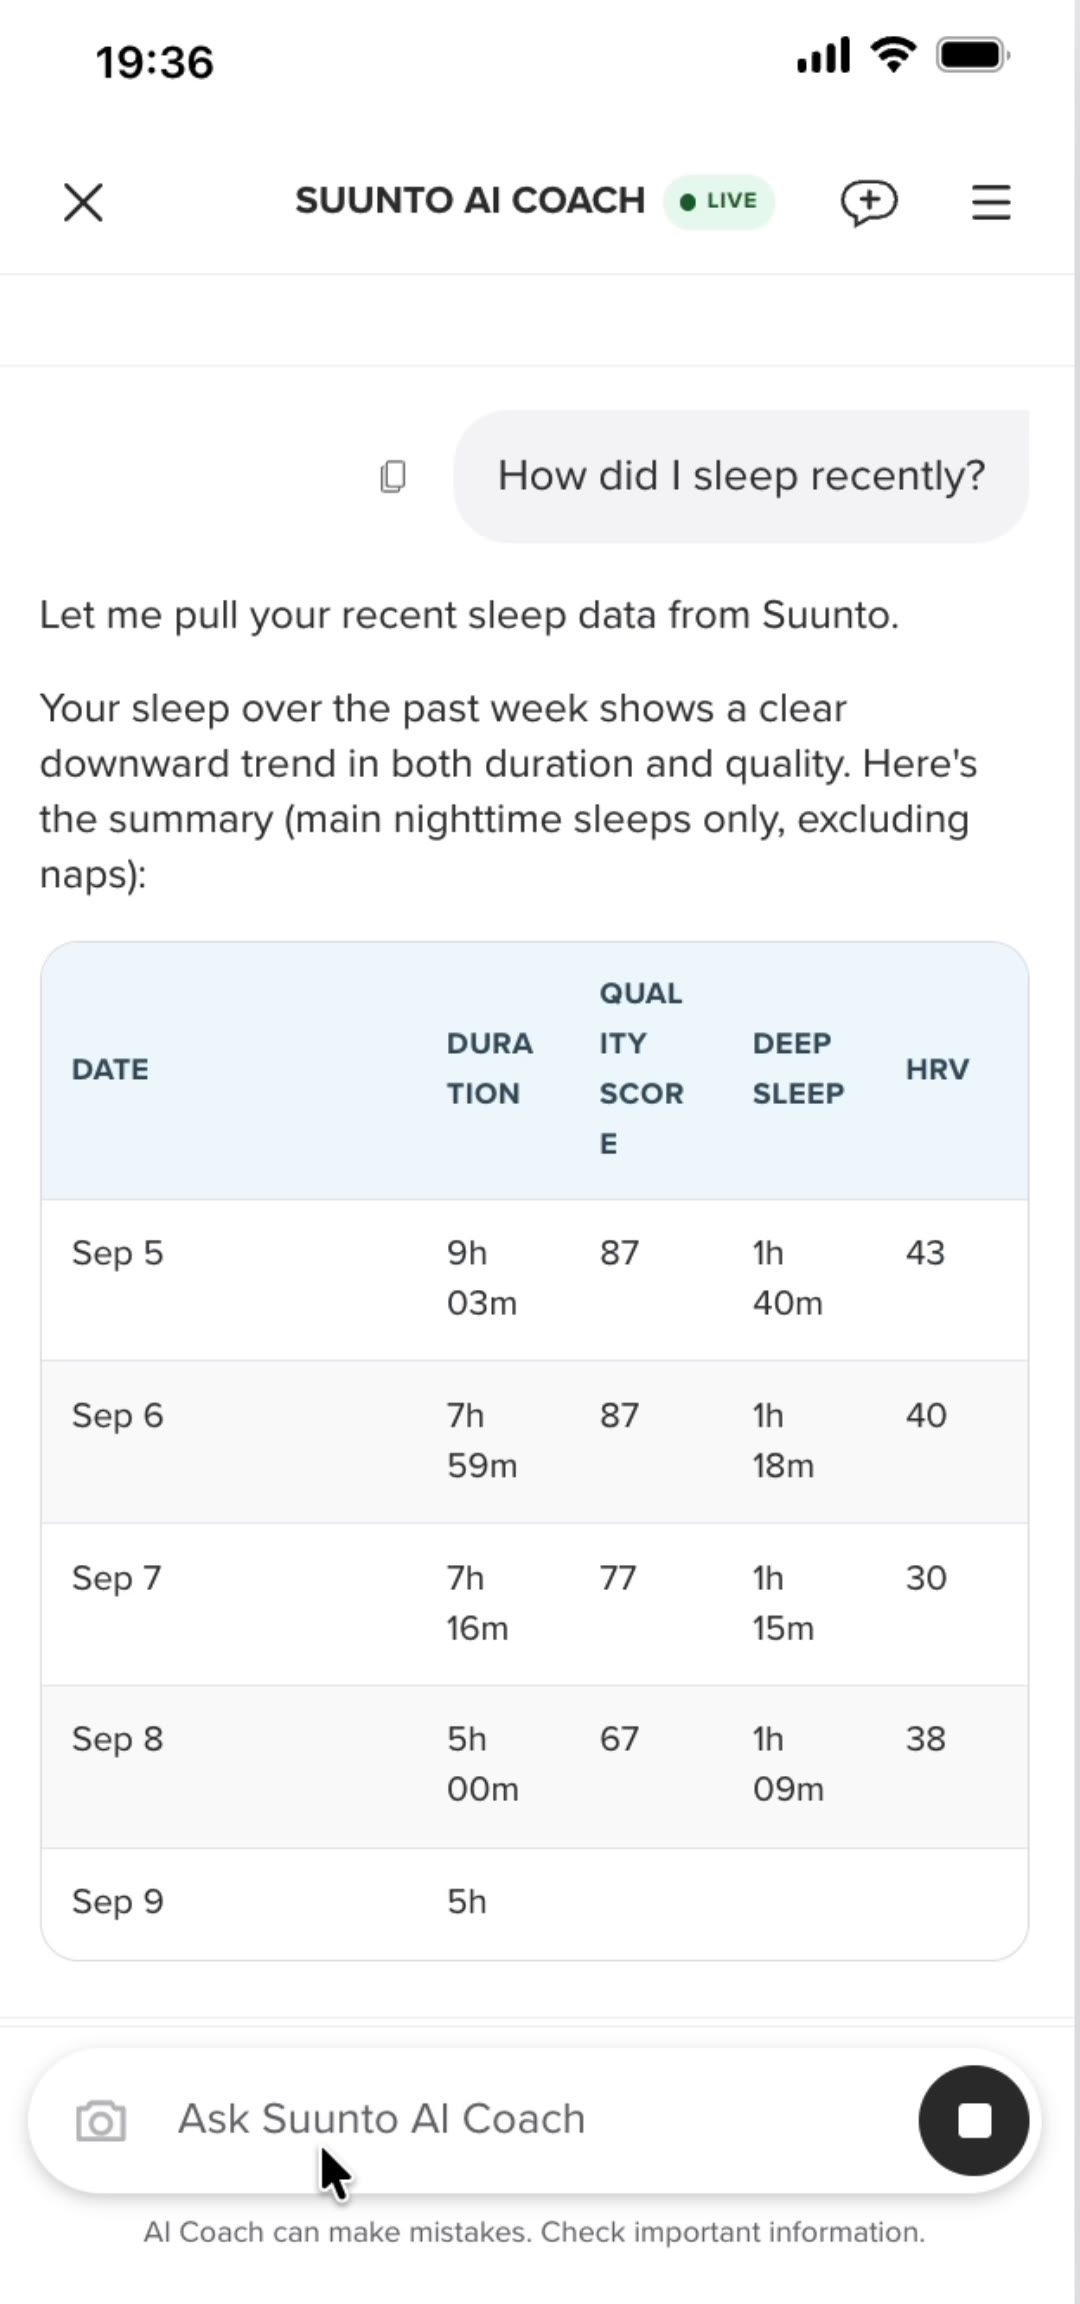 19:36
SUUNTO AI COACH LIVE
How did I sleep recently?
Let me pull your recent sleep data from Suunto.
Your sleep over the past week shows a clear
downward trend in both duration and quality. Here's
the summary (main nighttime sleeps only, excluding
naps):
DATE
DURA
TION
QUAL
ITY
SCOR
E
DEEP
SLEEP
HRV
Sep 5
9h
03m
87
1h
40m
43
Sep 6
7h
59m
87
1h
18m
40
Sep 7
7h
16m
77
1h
15m
30
Sep 8
5h
00m
67
1h
09m
38
Sep 9
5h
Ask Suunto AI Coach
AI Coach can make mistakes. Check important information.